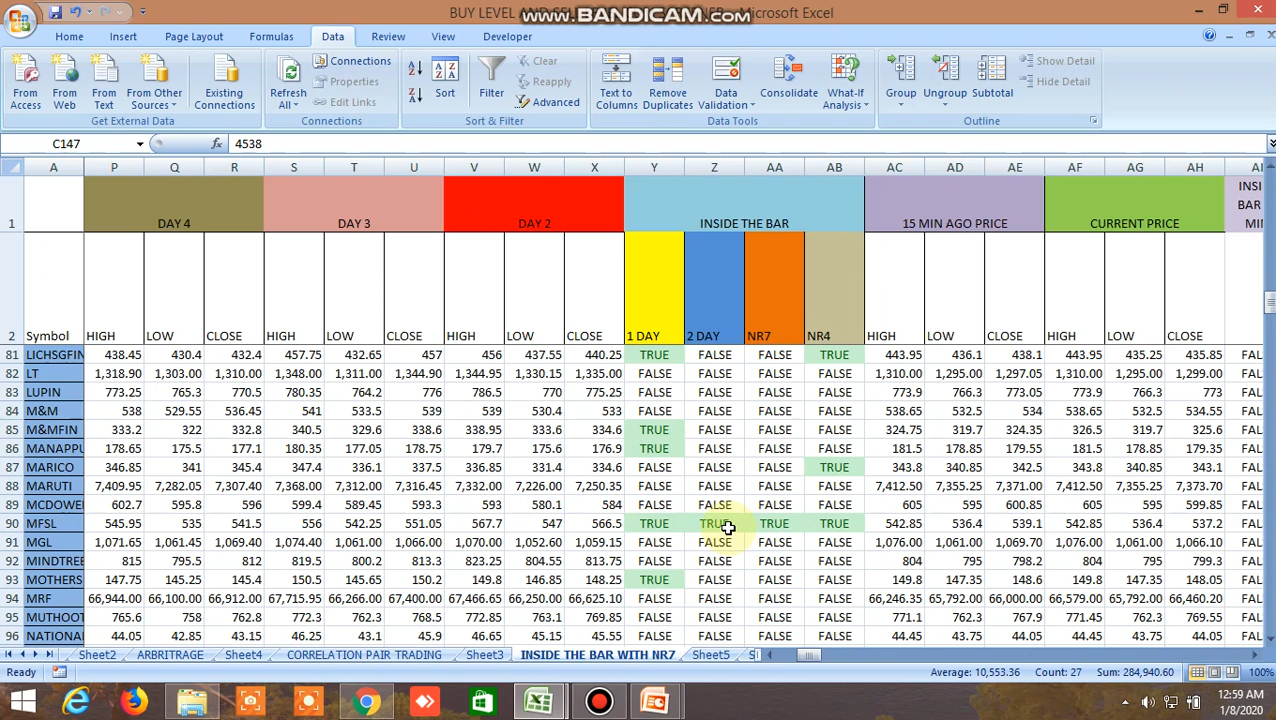 BUY LEVEL AND SE - Microsoft Excel
www.BANDICAM.com
Home Insert Page Layout Formulas Data Review View Developer
From Access
From Web
From Text
From Other Sources
Existing Connections
Get External Data
Refresh All
Connections
Properties
Edit Links
Connections
Sort
Filter
Clear
Reapply
Advanced
Sort & Filter
Text to Columns
Remove Duplicates
Data Validation
Consolidate
What-If Analysis
Data Tools
Group
Ungroup
Subtotal
Show Detail
Hide Detail
Outline
C147 fx 4538
A P Q R S T U V W X Y Z AA AB AC AD AE AF AG AH
1 DAY 4 DAY 3 DAY 2 INSIDE THE BAR 15 MIN AGO PRICE CURRENT PRICE INSI BAR MI
2 Symbol HIGH LOW CLOSE HIGH LOW CLOSE HIGH LOW CLOSE 1 DAY 2 DAY NR7 NR4 HIGH LOW CLOSE HIGH LOW CLOSE
81 LICHSGFIN 438.45 430.4 432.4 457.75 432.65 457 456 437.55 440.25 TRUE FALSE FALSE TRUE 443.95 436.1 438.1 443.95 435.25 435.85 FAL
82 LT 1,318.90 1,303.00 1,310.00 1,348.00 1,311.00 1,344.90 1,344.95 1,330.15 1,335.00 FALSE FALSE FALSE FALSE 1,310.00 1,295.00 1,297.05 1,310.00 1,295.00 1,299.00 FAL
83 LUPIN 773.25 765.3 770.5 780.35 764.2 776 786.5 770 775.25 FALSE FALSE FALSE FALSE 773.9 766.3 773.05 773.9 766.3 773 FAL
84 M&M 538 529.55 536.45 541 533.5 539 539 530.4 533 FALSE FALSE FALSE FALSE 538.65 532.5 534 538.65 532.5 534.55 FAL
85 M&MFIN 333.2 322 332.8 340.5 329.6 338.6 338.95 333.6 334.6 TRUE FALSE FALSE FALSE 324.75 319.7 324.35 326.5 319.7 325.6 FAL
86 MANAPPU 178.65 175 177.1 180.35 177.05 178.75 179.7 175.6 176.9 TRUE FALSE FALSE FALSE 181.5 178.85 179.55 181.5 178.85 179.35 FAL
87 MARICO 346.85 341 345.4 347.4 336.1 337.5 336.85 331.4 334.6 FALSE FALSE FALSE TRUE 343.8 340.85 342.5 343.8 340.85 343.1 FAL
88 MARUTI 7,409.95 7,282.05 7,307.40 7,368.00 7,312.00 7,316.45 7,332.00 7,226.00 7,250.35 FALSE FALSE FALSE FALSE 7,412.50 7,355.25 7,371.00 7,412.50 7,355.25 7,373.70 FAL
89 MCDOWE 602.7 595.8 596 599.4 589.45 593.3 593 580.1 584 FALSE FALSE FALSE FALSE 605 595 600.85 605 595 599.5 FAL
90 MFSL 545.95 535 541.5 556 542.25 551.05 567.7 547 566.5 TRUE TRUE TRUE TRUE 542.85 536.4 539.1 542.85 536.4 537.2 FAL
91 MGL 1,071.65 1,061.45 1,069.40 1,074.40 1,061.00 1,066.00 1,070.00 1,052.60 1,059.15 FALSE FALSE FALSE FALSE 1,076.00 1,061.00 1,069.70 1,076.00 1,061.00 1,066.10 FAL
92 MINDTREE 815 795.5 812 819.5 800.2 813.3 823.25 804.55 813.75 FALSE FALSE FALSE FALSE 804 795 798.2 804 795 799.3 FAL
93 MOTHERS 147.75 145.25 145.4 150.5 145.65 150.2 149.8 146.85 148.25 TRUE FALSE FALSE FALSE 149.8 147.35 148.6 149.8 147.35 148.05 FAL
94 MRF 66,944.00 66,100.00 66,912.00 67,715.95 66,266.00 67,400.00 67,466.65 66,250.00 66,625.10 FALSE FALSE FALSE FALSE 66,246.35 65,792.00 66,000.00 66,579.00 65,792.00 66,460.20 FAL
95 MUTHOOT 765.6 758 762.8 772.3 762.3 768.5 772.85 763.1 765.15 FALSE FALSE FALSE FALSE 771.1 762.3 767.9 771.45 762.3 769.55 FAL
96 NATIONA 44.05 42.85 43.15 46.25 43.1 45.9 46.65 45.15 45.55 FALSE FALSE FALSE FALSE 44.45 43.75 44.05 44.45 43.75 44.05 FAL
Sheet2 ARBITRAGE Sheet4 CORRELATION PAIR TRADING Sheet3 INSIDE THE BAR WITH NR7 Sheet5 S
Ready Average: 10,553.36 Count: 27 Sum: 284,940.60 100%
12:59 AM
1/8/2020